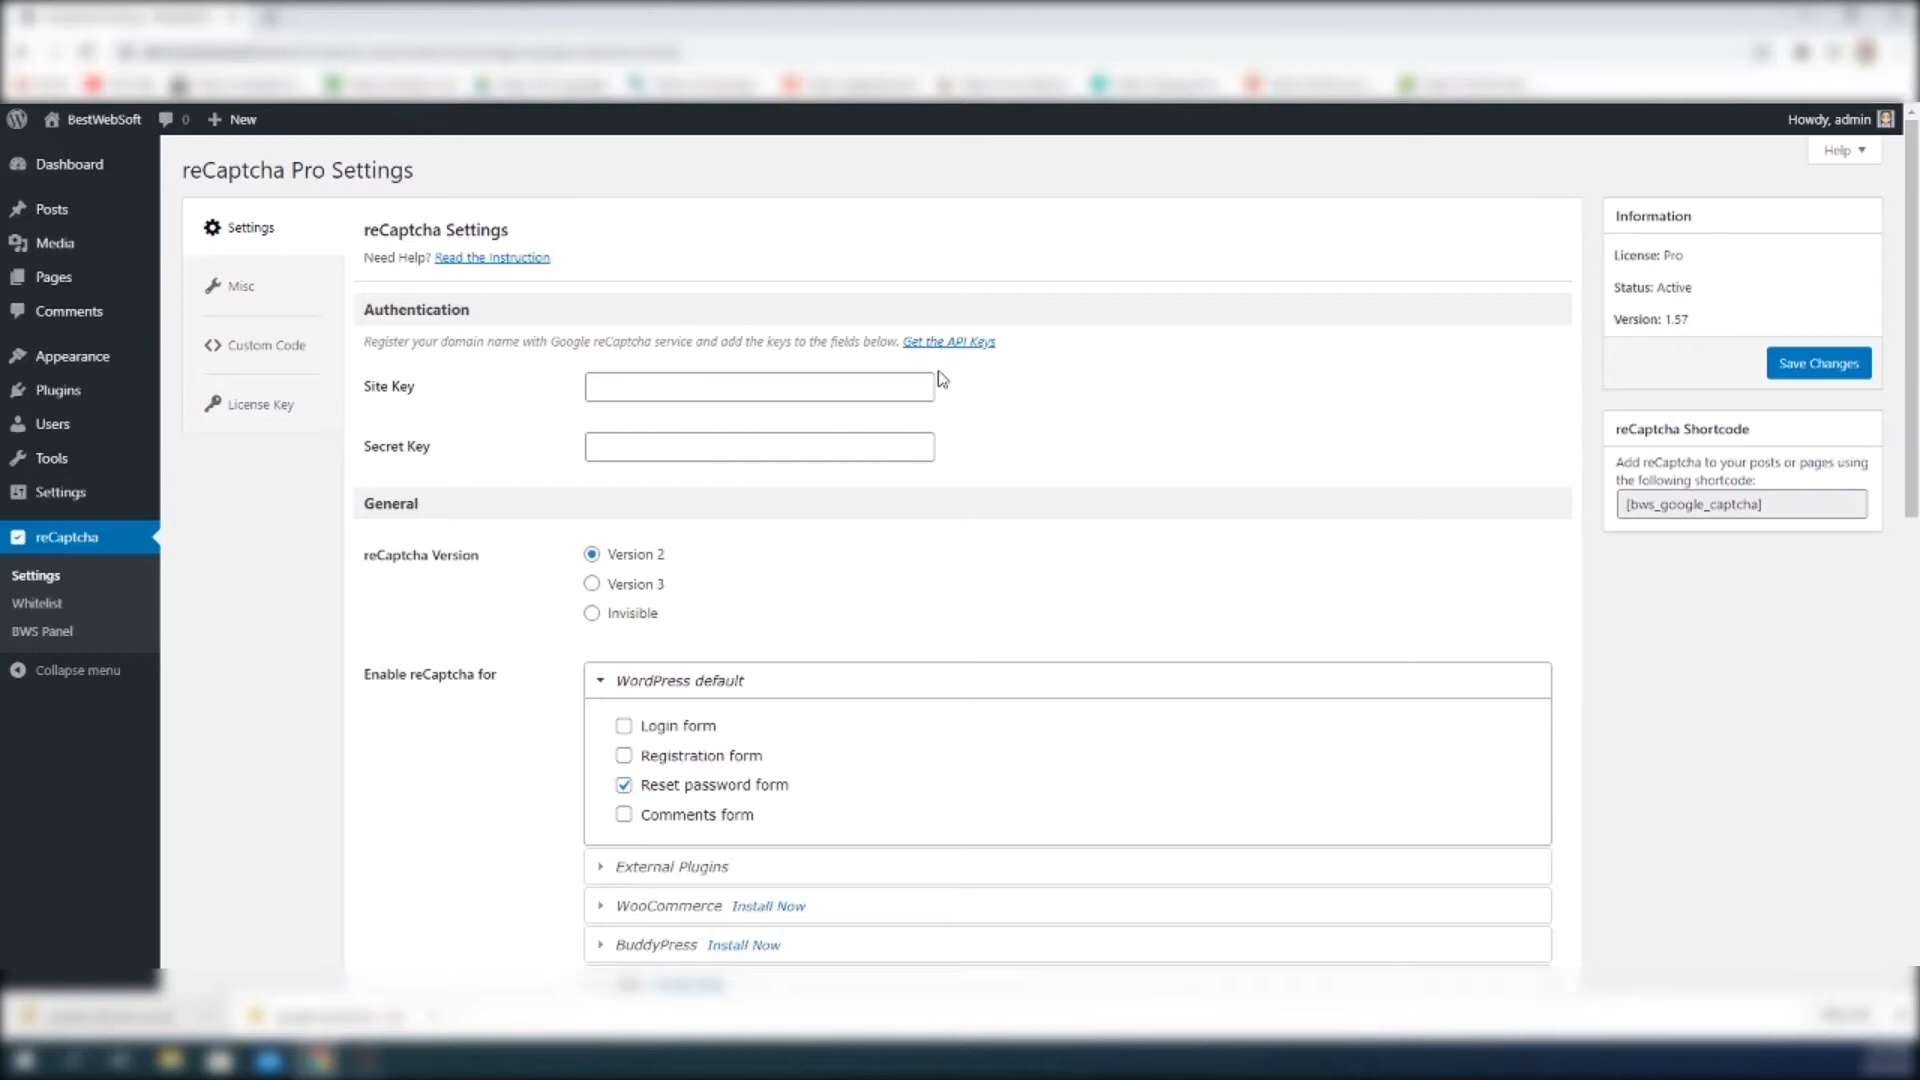 BestWebSoft 0 New Howdy, admin
Dashboard
Posts
Media
Pages
Comments
Appearance
Plugins
Users
Tools
Settings
reCaptcha
Settings
Whitelist
BWS Panel
Collapse menu
Help
reCaptcha Pro Settings
Settings
Misc
Custom Code
License Key
reCaptcha Settings
Need Help? Read the Instruction
Authentication
Register your domain name with Google reCaptcha service and add the keys to the fields below. Get the API Keys
Site Key
Secret Key
General
reCaptcha Version
Version 2
Version 3
Invisible
Enable reCaptcha for
WordPress default
Login form
Registration form
Reset password form
Comments form
External Plugins
WooCommerce Install Now
BuddyPress Install Now
Information
License: Pro
Status: Active
Version: 1.57
Save Changes
reCaptcha Shortcode
Add reCaptcha to your posts or pages using
the following shortcode:
[bws_google_captcha]